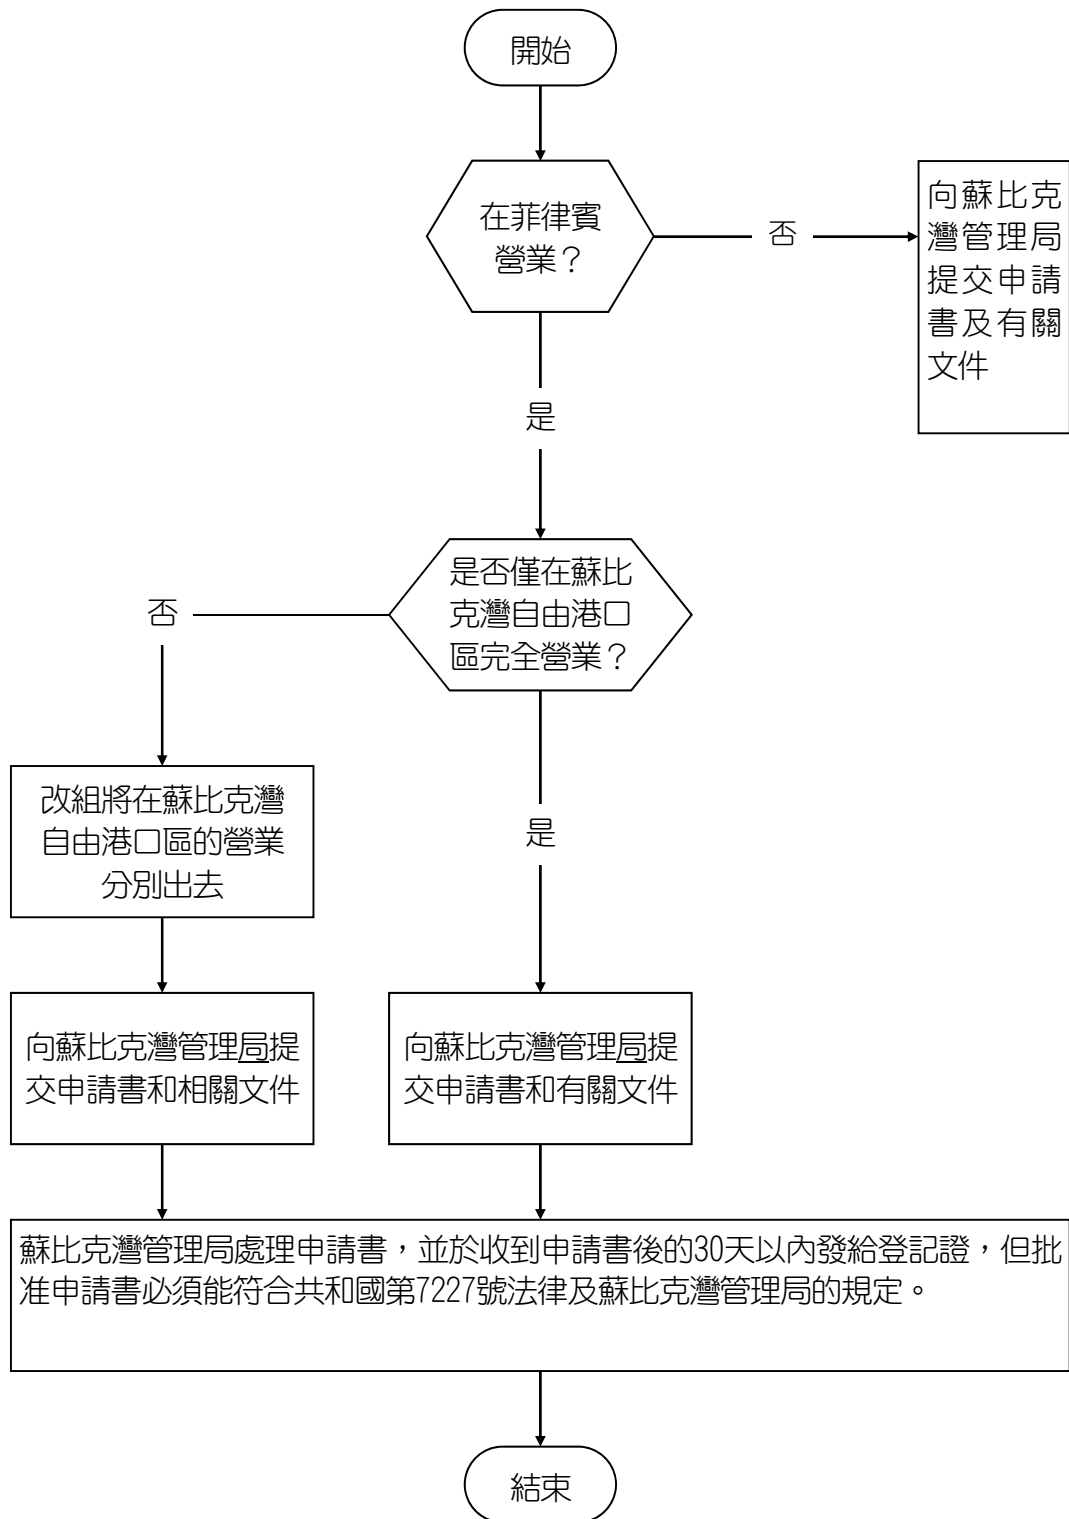 開始
在菲律賓
營業？
否
向蘇比克
灣管理局
提交申請
書及有關
文件
是
是否僅在蘇比
克灣自由港口
區完全營業？
否
改組將在蘇比克灣
自由港口區的營業
分別出去
是
向蘇比克灣管理局提
交申請書和相關文件
向蘇比克灣管理局提
交申請書和有關文件
蘇比克灣管理局處理申請書，並於收到申請書後的30天以內發給登記證，但批
准申請書必須能符合共和國第7227號法律及蘇比克灣管理局的規定。
結束